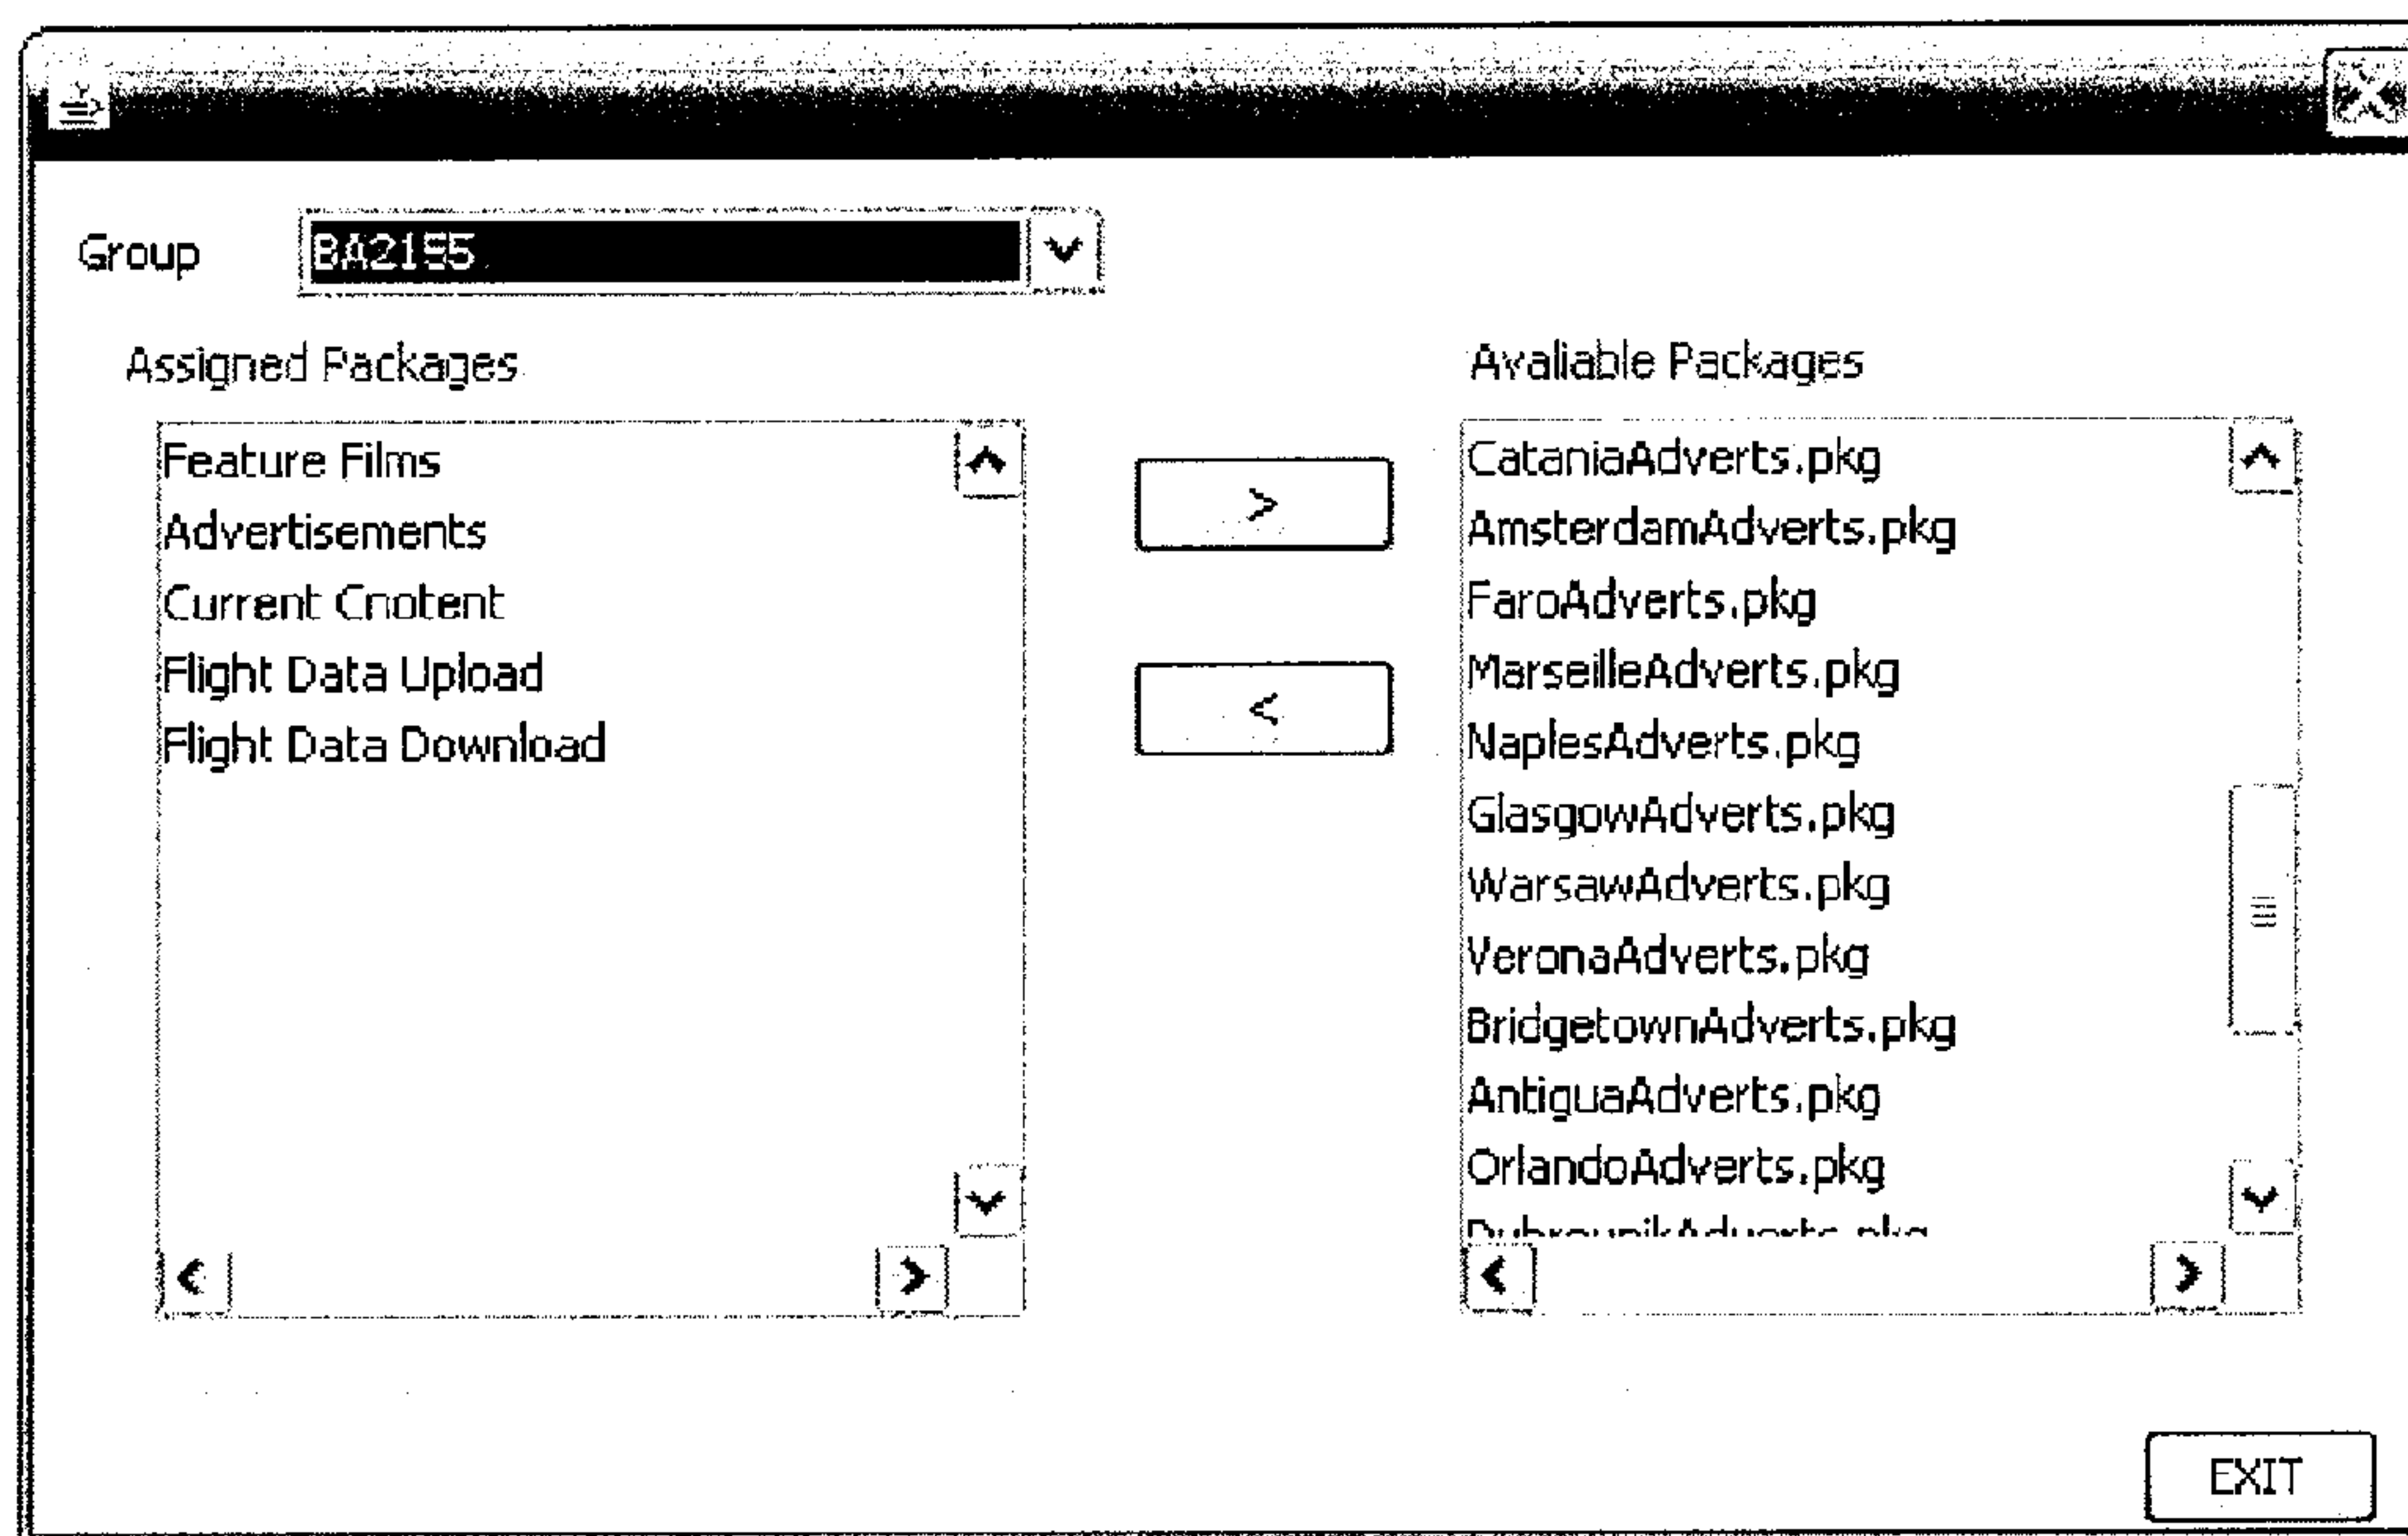 Group BA2155
Assigned Packages
Feature Films
Advertisements
Current Cnotent
Flight Data Upload
Flight Data Download
>
<
Avaliable Packages
CataniaAdverts.pkg
AmsterdamAdverts.pkg
FaroAdverts.pkg
MarseilleAdverts.pkg
NaplesAdverts.pkg
GlasgowAdverts.pkg
WarsawAdverts.pkg
VeronaAdverts.pkg
BridgetownAdverts.pkg
AntiguaAdverts.pkg
OrlandoAdverts.pkg
DubrovnikAdverts.pkg
EXIT